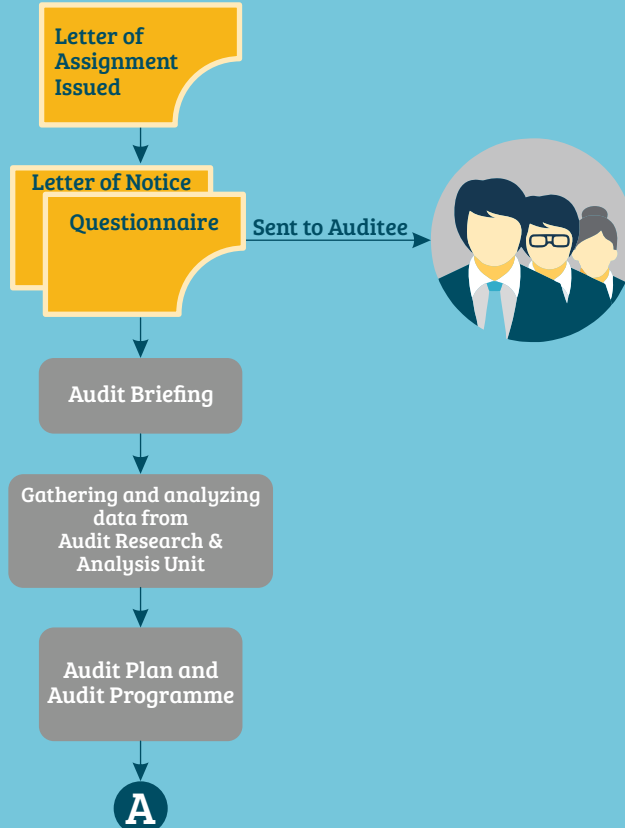 Letter of
Assignment
Issued
Letter of Notice
Questionnaire
Sent to Auditee
Audit Briefing
Gathering and analyzing
data from
Audit Research &
Analysis Unit
Audit Plan and
Audit Programme
A